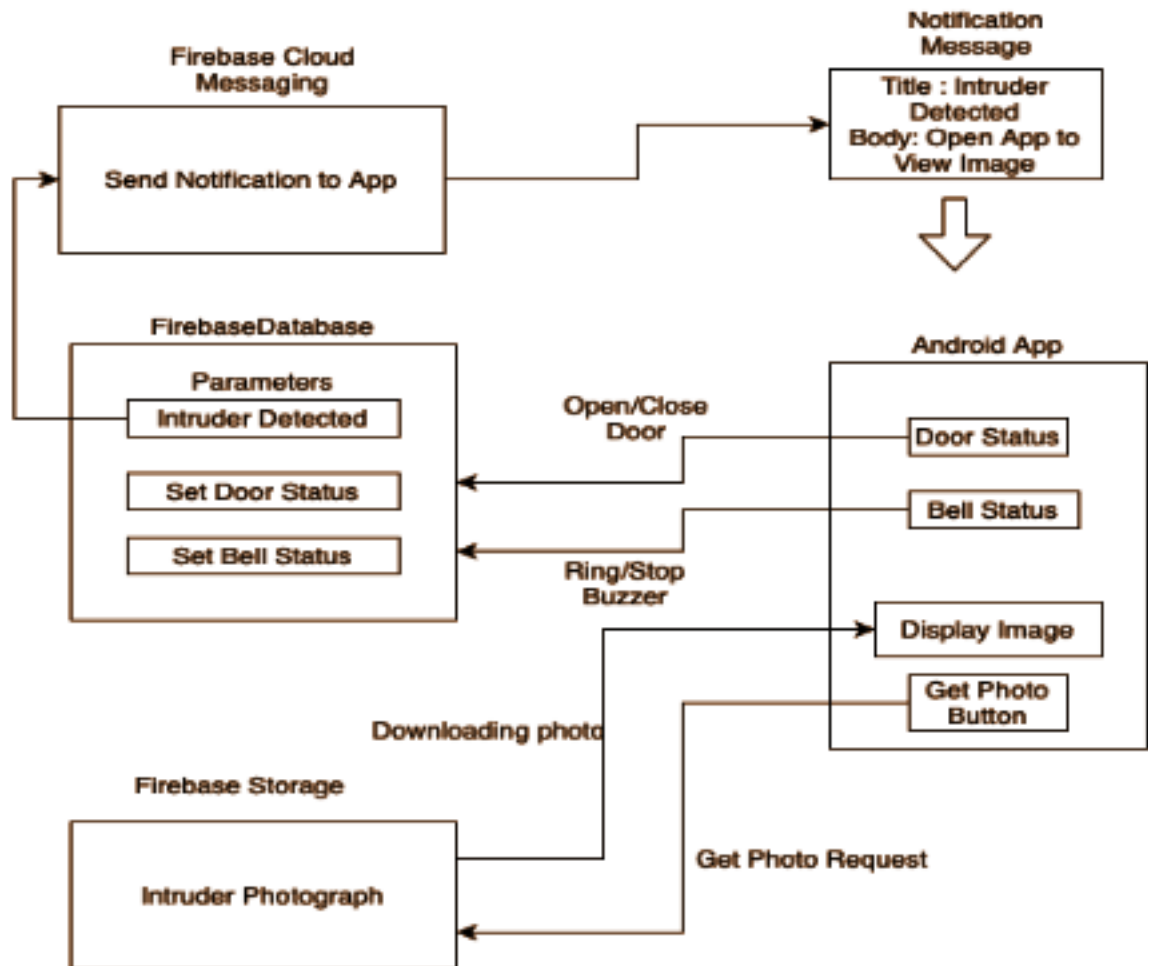 Firebase Cloud
Messaging
Send Notification to App
Notification
Message
Title : Intruder
Detected
Body: Open App to
View Image
FirebaseDatabase
Parameters
Intruder Detected
Set Door Status
Set Bell Status
Open/Close
Door
Ring/Stop
Buzzer
Android App
Door Status
Bell Status
Display Image
Get Photo
Button
Downloading photo
Firebase Storage
Intruder Photograph
Get Photo Request